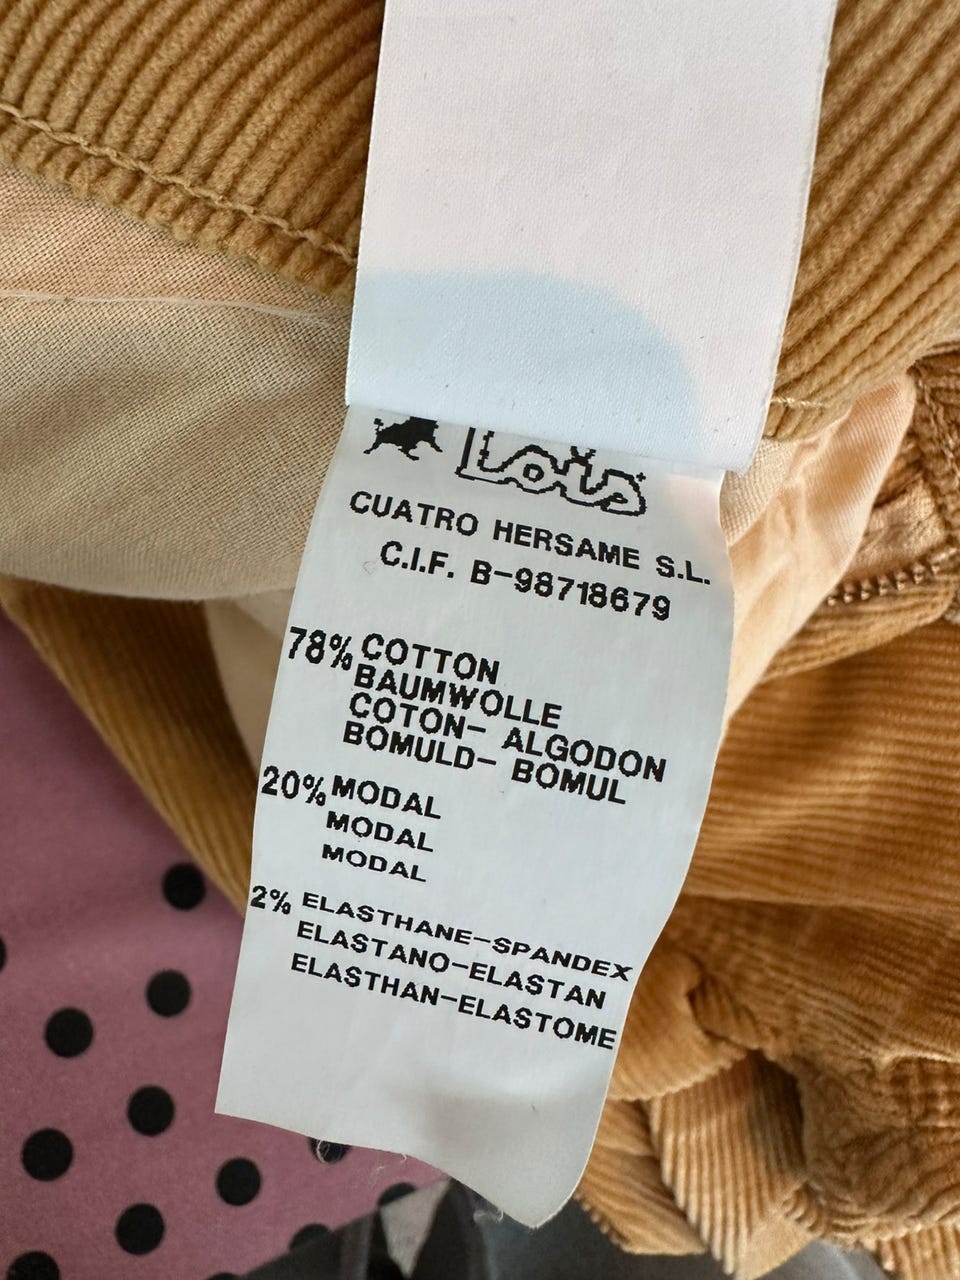 Lois
CUATRO HERSAME S.L.
C.I.F. B-98718679
78% COTTON
BAUMWOLLE
COTON- ALGODON
BOMULD- BOMUL
20% MODAL
MODAL
MODAL
2% ELASTHANE-SPANDEX
ELASTANO-ELASTAN
ELASTHAN-ELASTOME